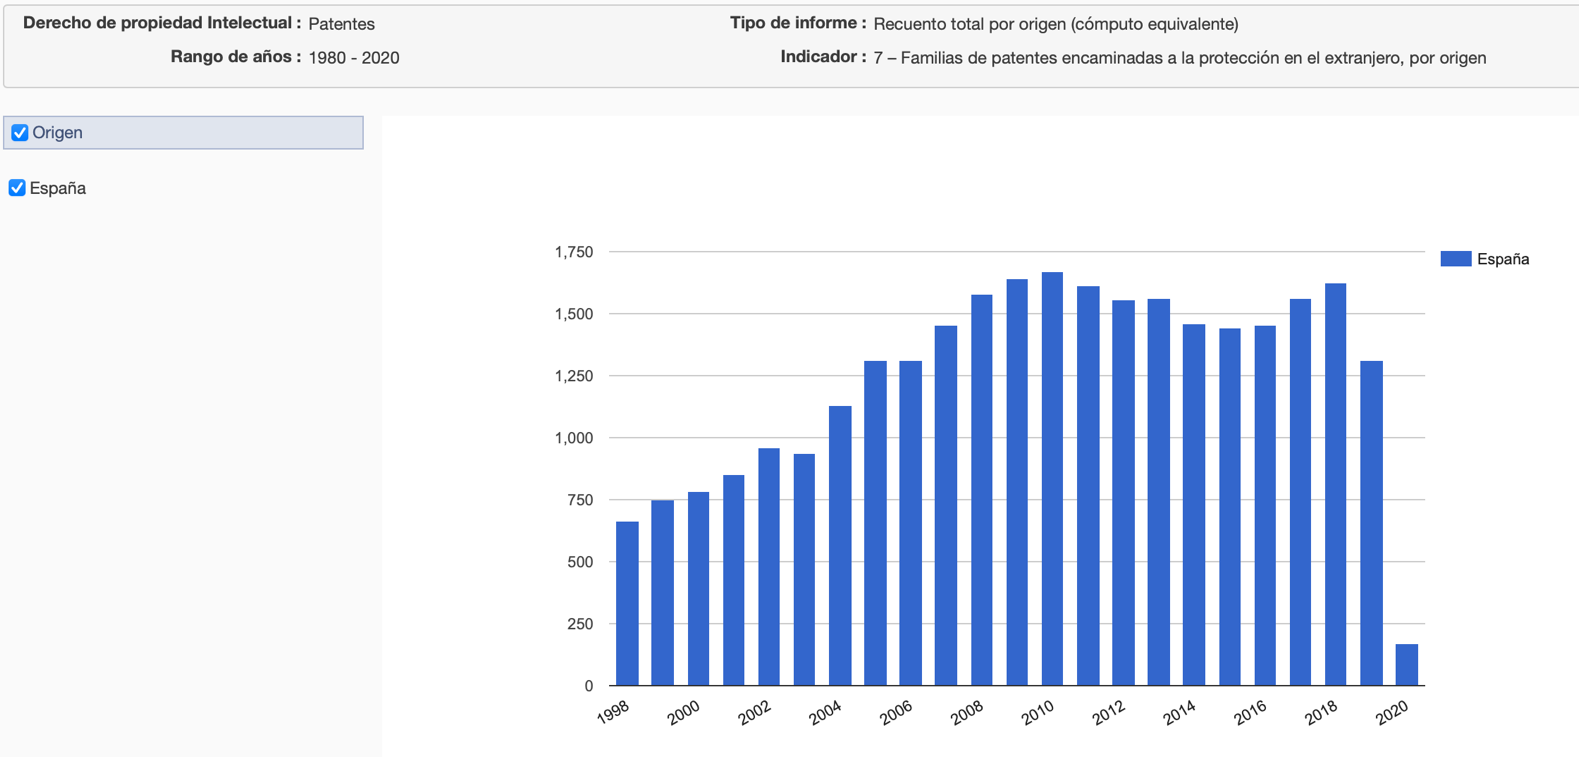 Derecho de propiedad Intelectual : Patentes
Tipo de informe : Recuento total por origen (cómputo equivalente)
Rango de años : 1980 - 2020
Indicador : 7 – Familias de patentes encaminadas a la protección en el extranjero, por origen
Origen
España
1,750
1,500
1,250
1,000
750
500
250
0
1998
2000
2002
2004
2006
2008
2010
2012
2014
2016
2018
2020
España